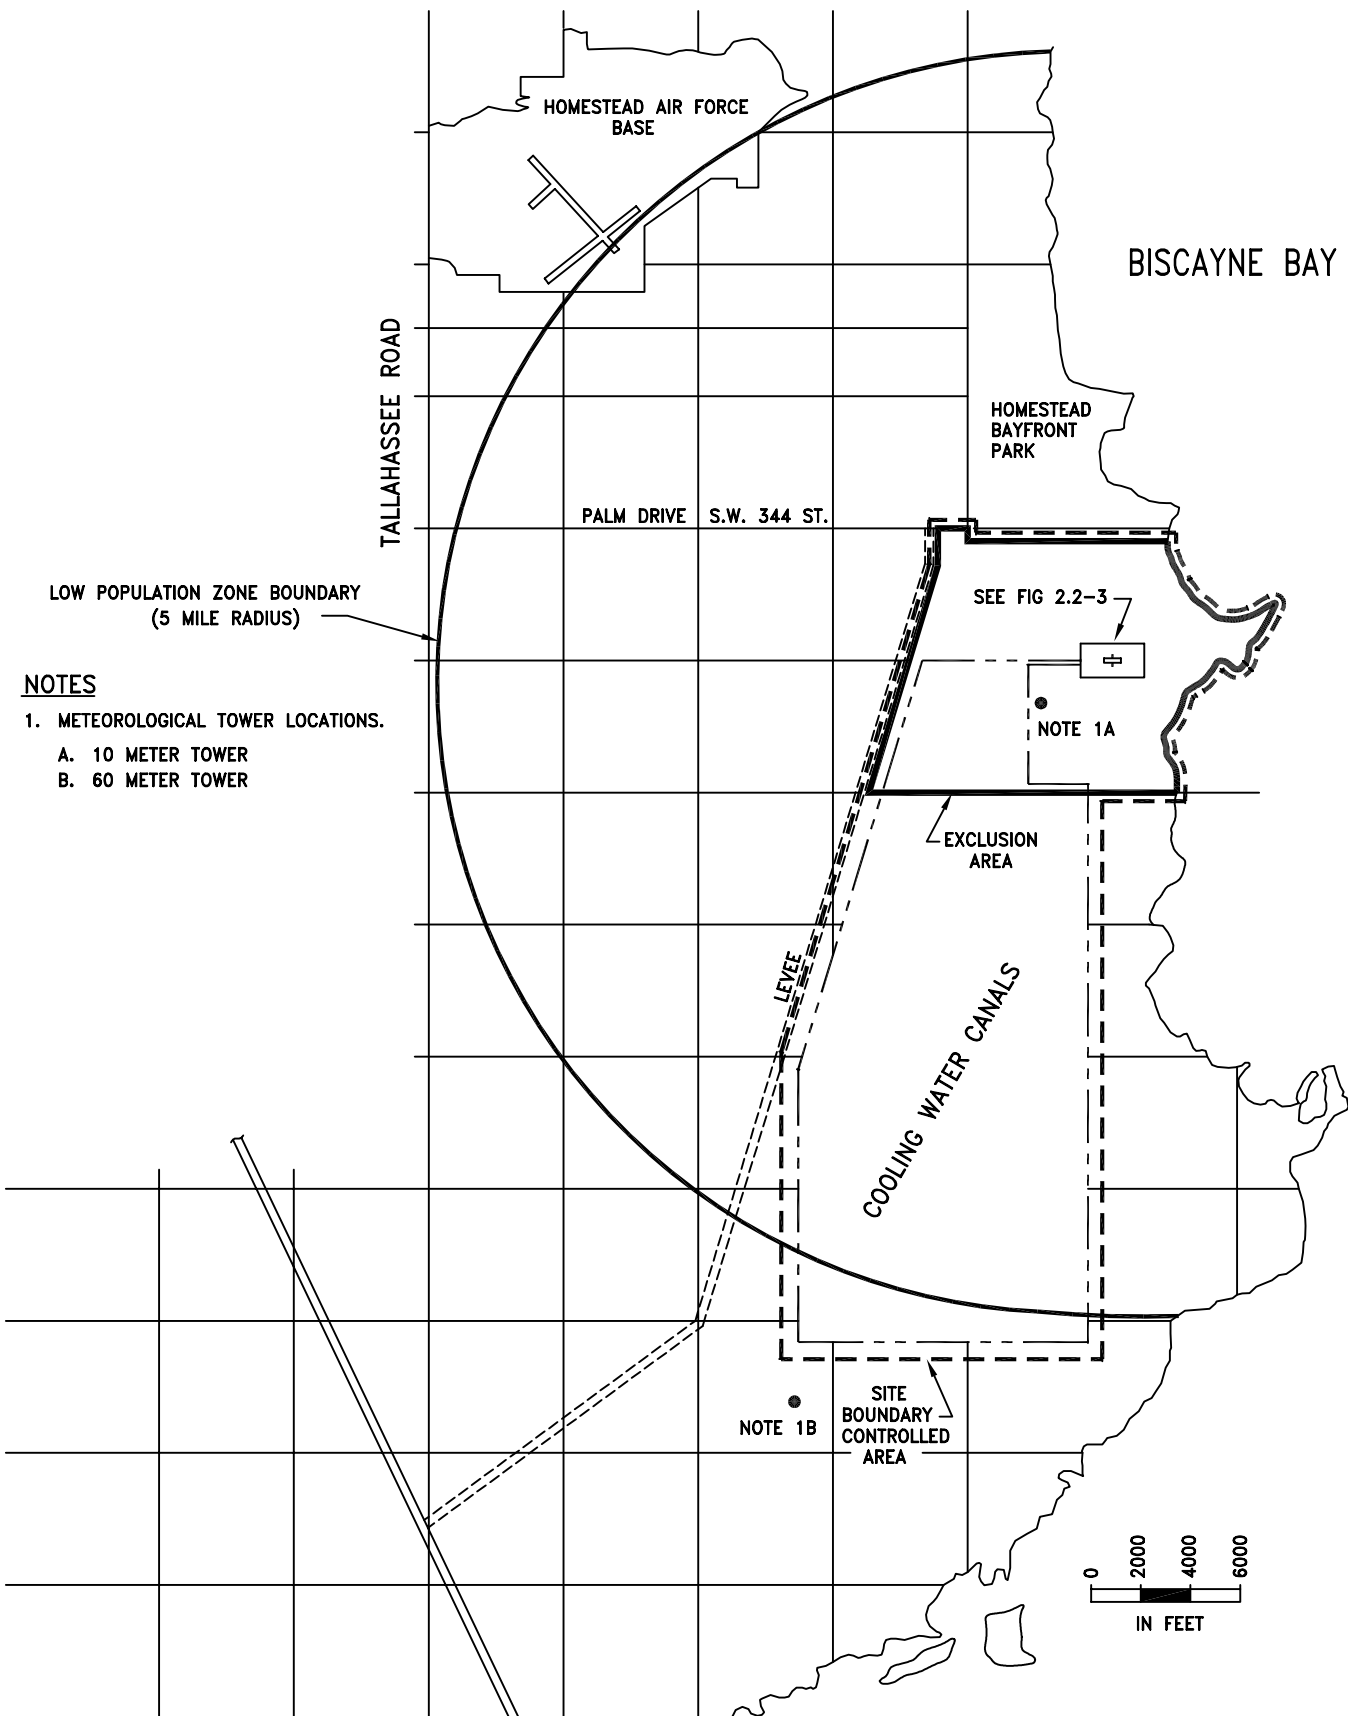 HOMESTEAD AIR FORCE
BASE
BISCAYNE BAY
TALLAHASSEE ROAD
HOMESTEAD
BAYFRONT
PARK
PALM DRIVE S.W. 344 ST.
LOW POPULATION ZONE BOUNDARY
(5 MILE RADIUS)
SEE FIG 2.2-3
NOTES
1. METEOROLOGICAL TOWER LOCATIONS.
A. 10 METER TOWER
B. 60 METER TOWER
NOTE 1A
EXCLUSION
AREA
LEVEE
COOLING WATER CANALS
SITE
BOUNDARY
CONTROLLED
AREA
NOTE 1B
0
2000
4000
6000
IN FEET